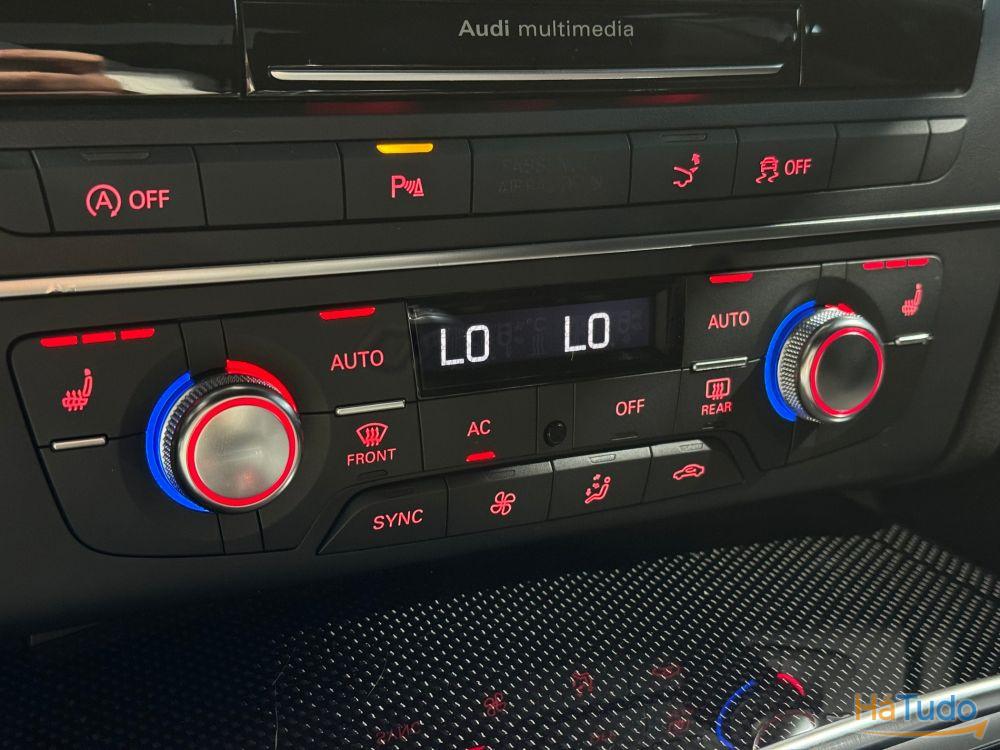 Audi multimedia
A OFF
P
OFF
AUTO
LO
LO
AUTO
FRONT
AC
OFF
REAR
SYNC
HáTudo